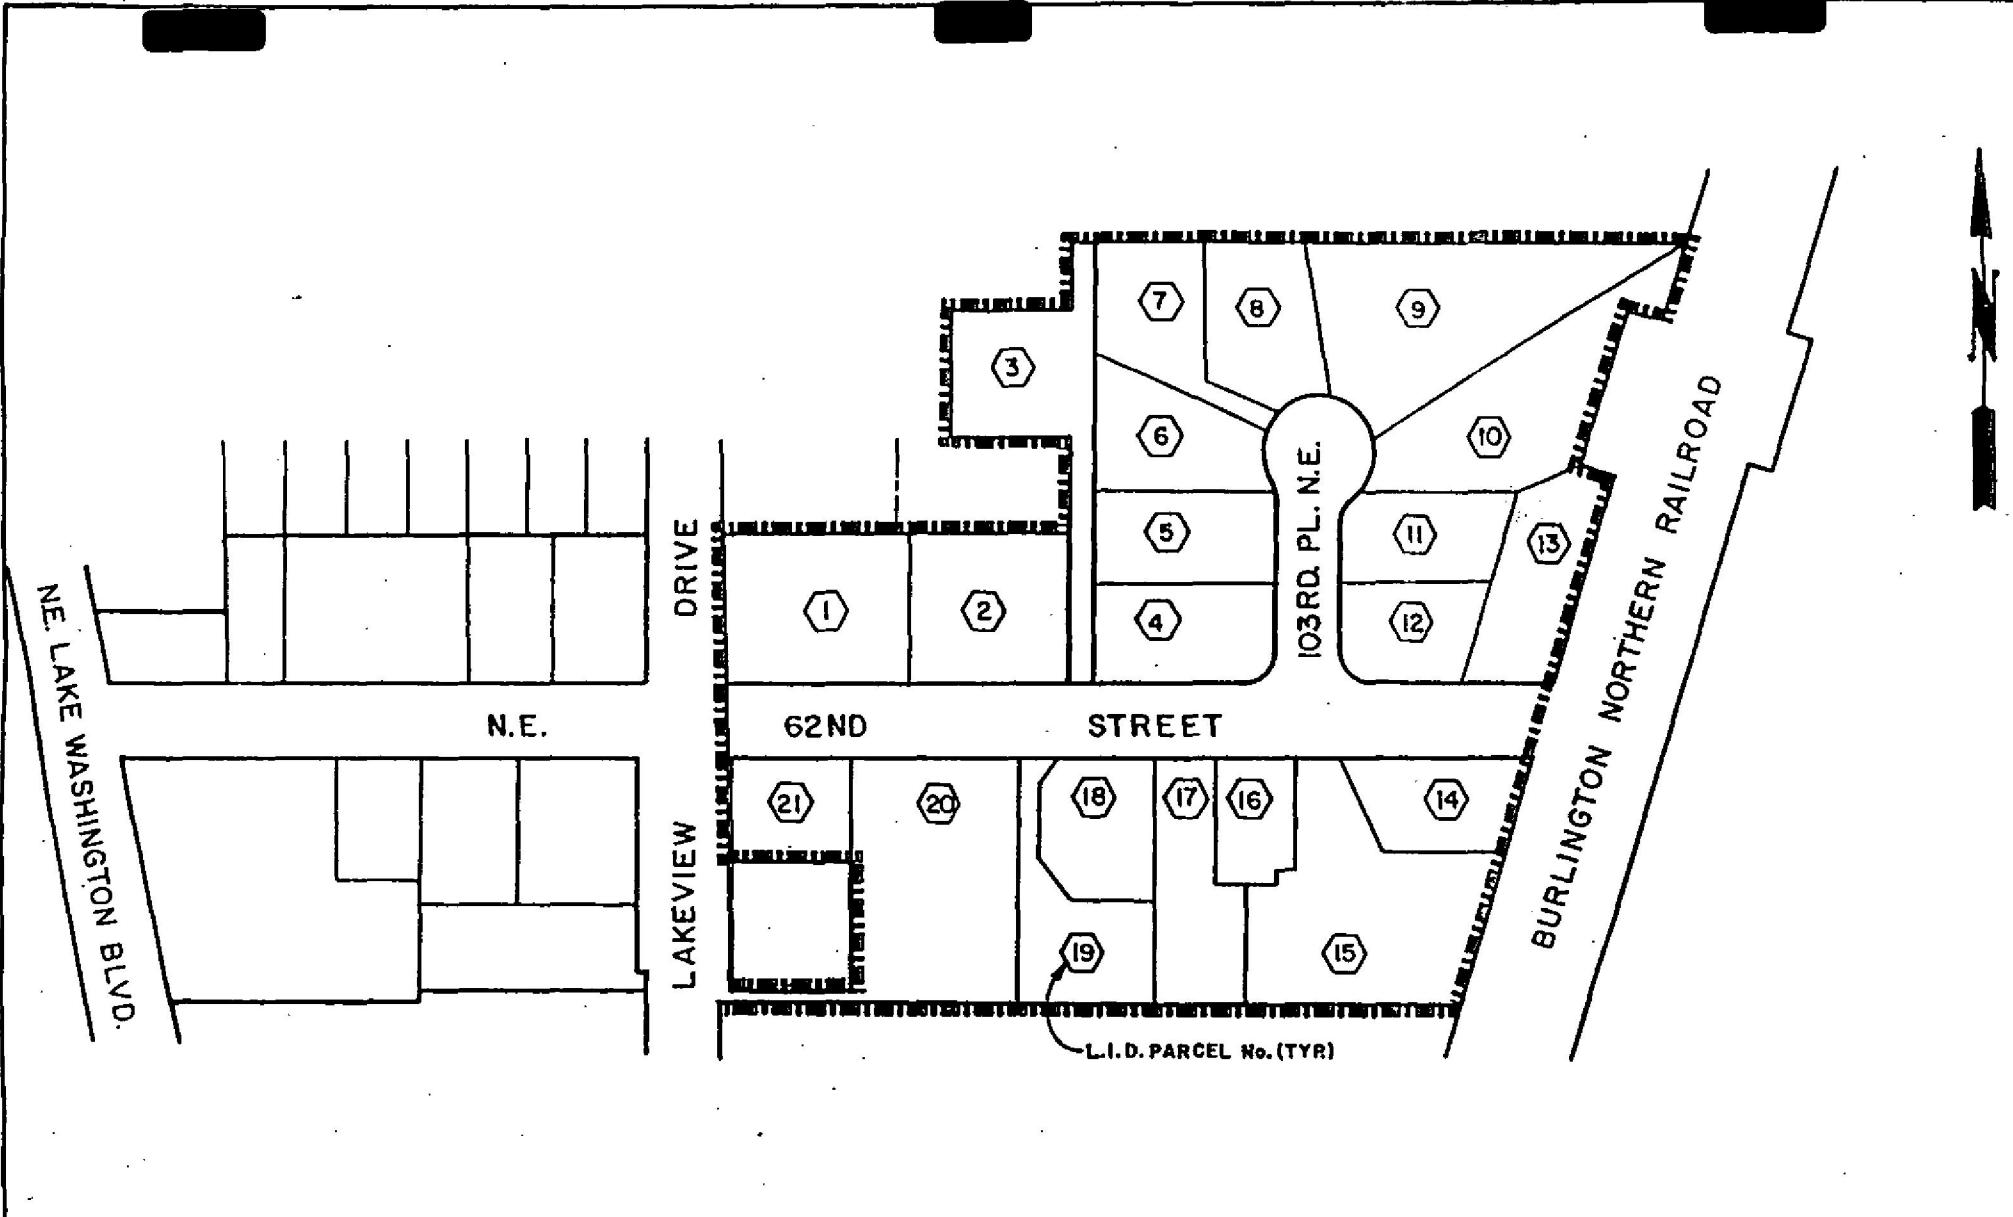 N
7
8
9
3
6
10
5
11
13
1
2
4
12
103RD. PL. N.E.
DRIVE
LAKEVIEW
N.E. 62ND STREET
NE. LAKE WASHINGTON BLVD.
BURLINGTON NORTHERN RAILROAD
21
20
18
17
16
14
19
15
L.I.D. PARCEL No. (TYP.)